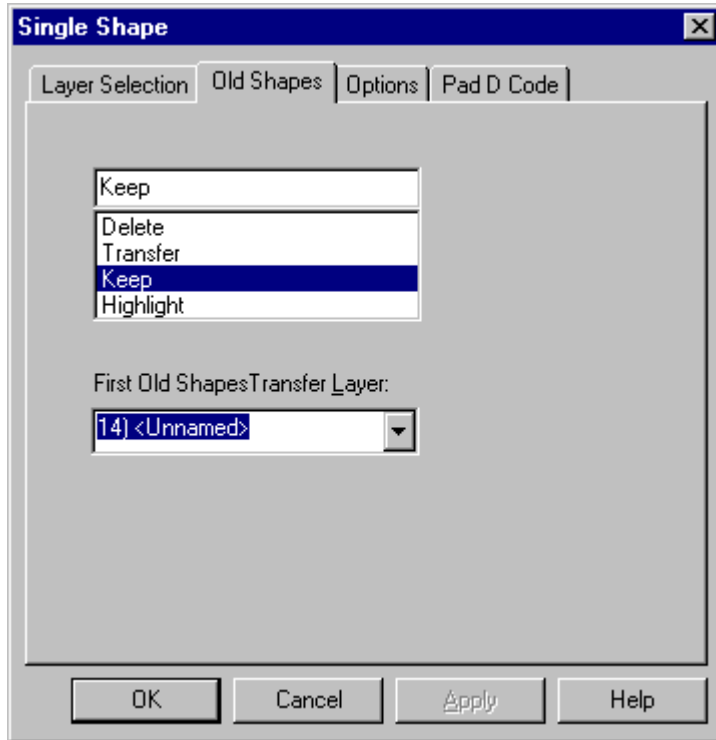 Single Shape
Layer Selection Old Shapes Options Pad D Code
Keep
Delete
Transfer
Keep
Highlight
First Old ShapesTransfer Layer:
14) <Unnamed>
OK Cancel Apply Help